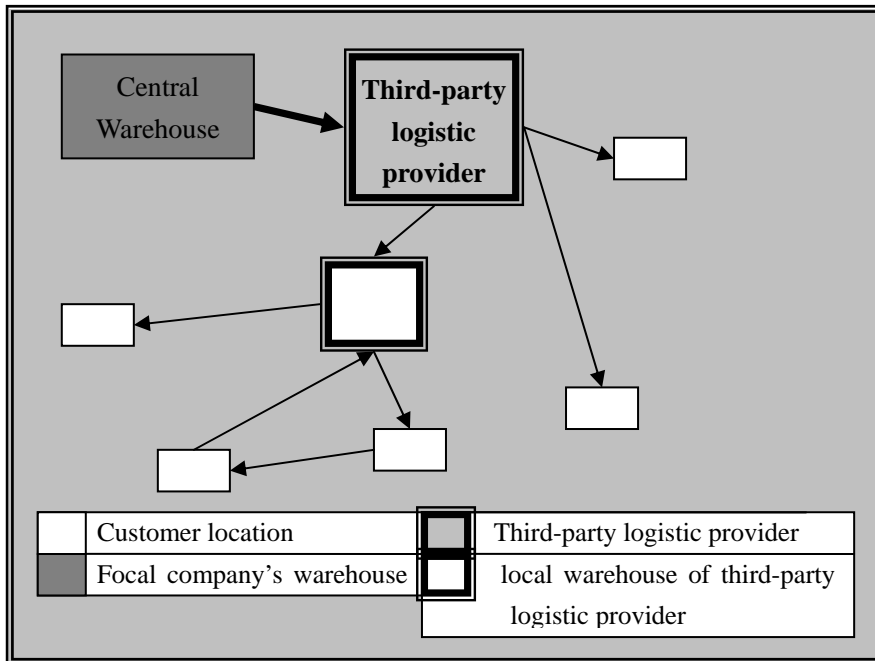 Central
Warehouse
Third-party
logistic
provider
Customer location
Third-party logistic provider
Focal company's warehouse
local warehouse of third-party
logistic provider